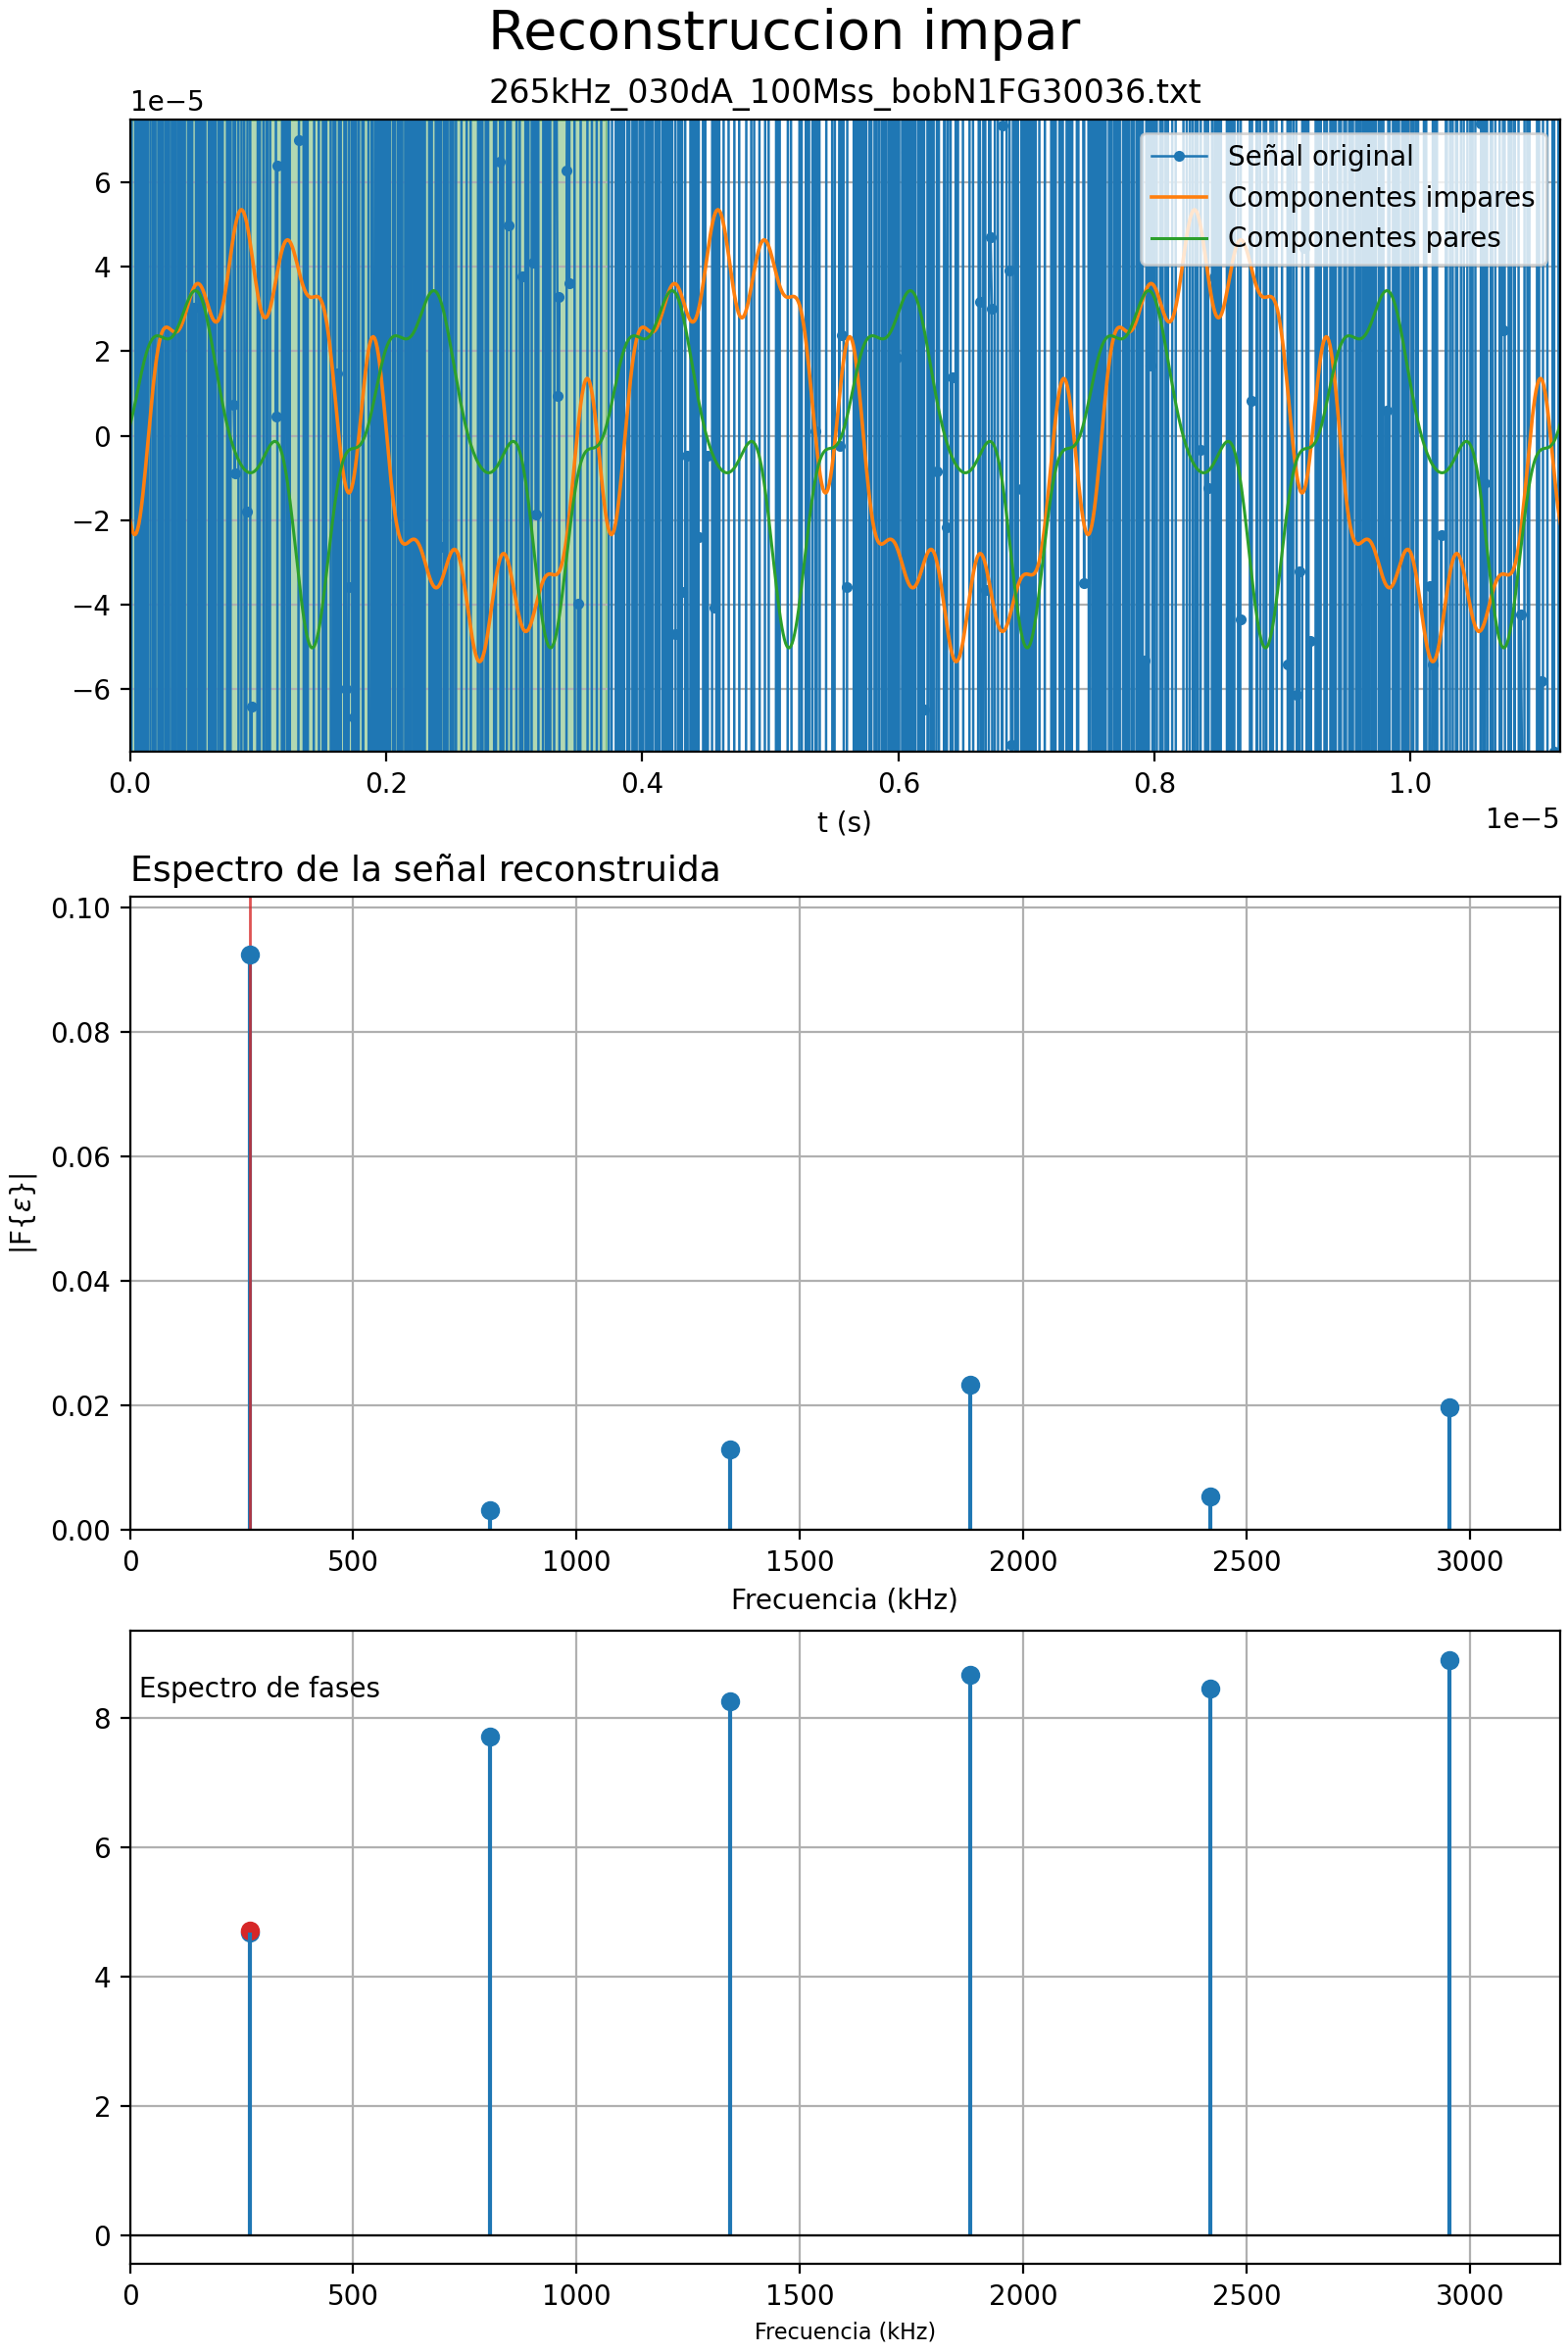 Reconstruccion impar
265kHz_030dA_100Mss_bobN1FG30036.txt
1e−5
Señal original
Componentes impares
Componentes pares
6
4
2
0
−2
−4
−6
0.0 0.2 0.4 0.6 0.8 1.0
1e−5
t (s)
Espectro de la señal reconstruida
0.10
0.08
0.06
0.04
0.02
0.00
|F{ε}|
0 500 1000 1500 2000 2500 3000
Frecuencia (kHz)
Espectro de fases
8
6
4
2
0
0 500 1000 1500 2000 2500 3000
Frecuencia (kHz)